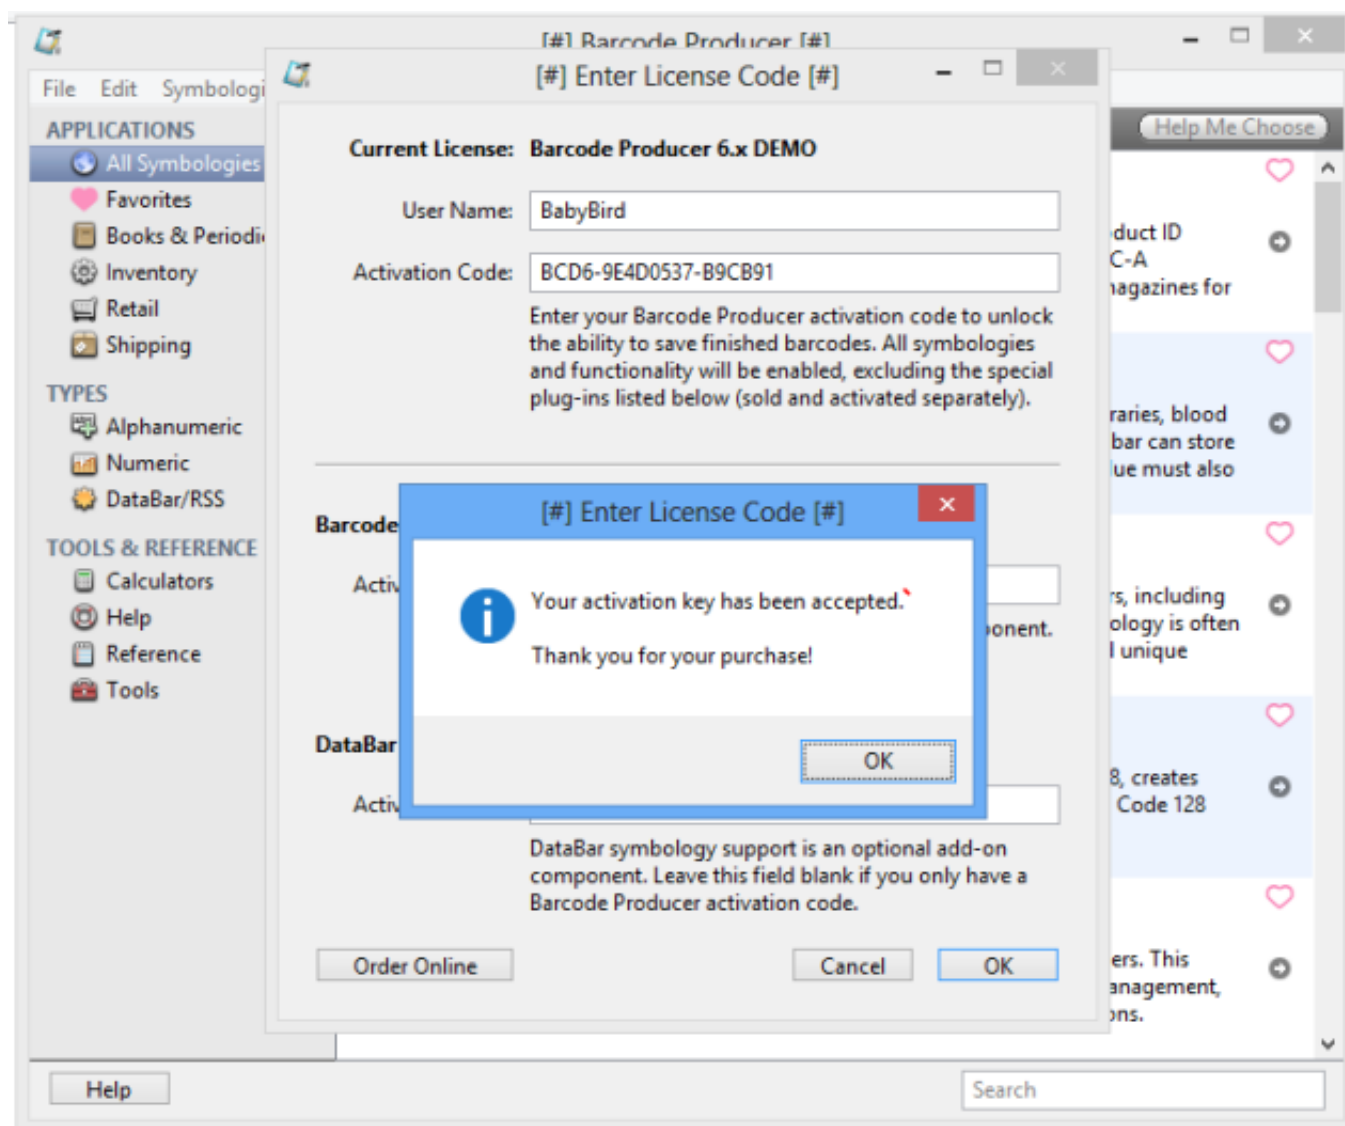 [#] Barcode Producer [#]
[#] Enter License Code [#]
File Edit Symbologi
Help Me Choose
APPLICATIONS
All Symbologies
Favorites
Books & Periodi
Inventory
Retail
Shipping
TYPES
Alphanumeric
Numeric
DataBar/RSS
TOOLS & REFERENCE
Calculators
Help
Reference
Tools
Current License: Barcode Producer 6.x DEMO
User Name: BabyBird
Activation Code: BCD6-9E4D0537-B9CB91
Enter your Barcode Producer activation code to unlock
the ability to save finished barcodes. All symbologies
and functionality will be enabled, excluding the special
plug-ins listed below (sold and activated separately).
Barcode
Activ
ponent.
[#] Enter License Code [#]
Your activation key has been accepted.
Thank you for your purchase!
OK
DataBar
Activ
DataBar symbology support is an optional add-on
component. Leave this field blank if you only have a
Barcode Producer activation code.
Order Online
Cancel
OK
duct ID
C-A
nagazines for
raries, blood
bar can store
lue must also
rs, including
ology is often
l unique
8, creates
Code 128
ers. This
anagement,
ons.
Help
Search